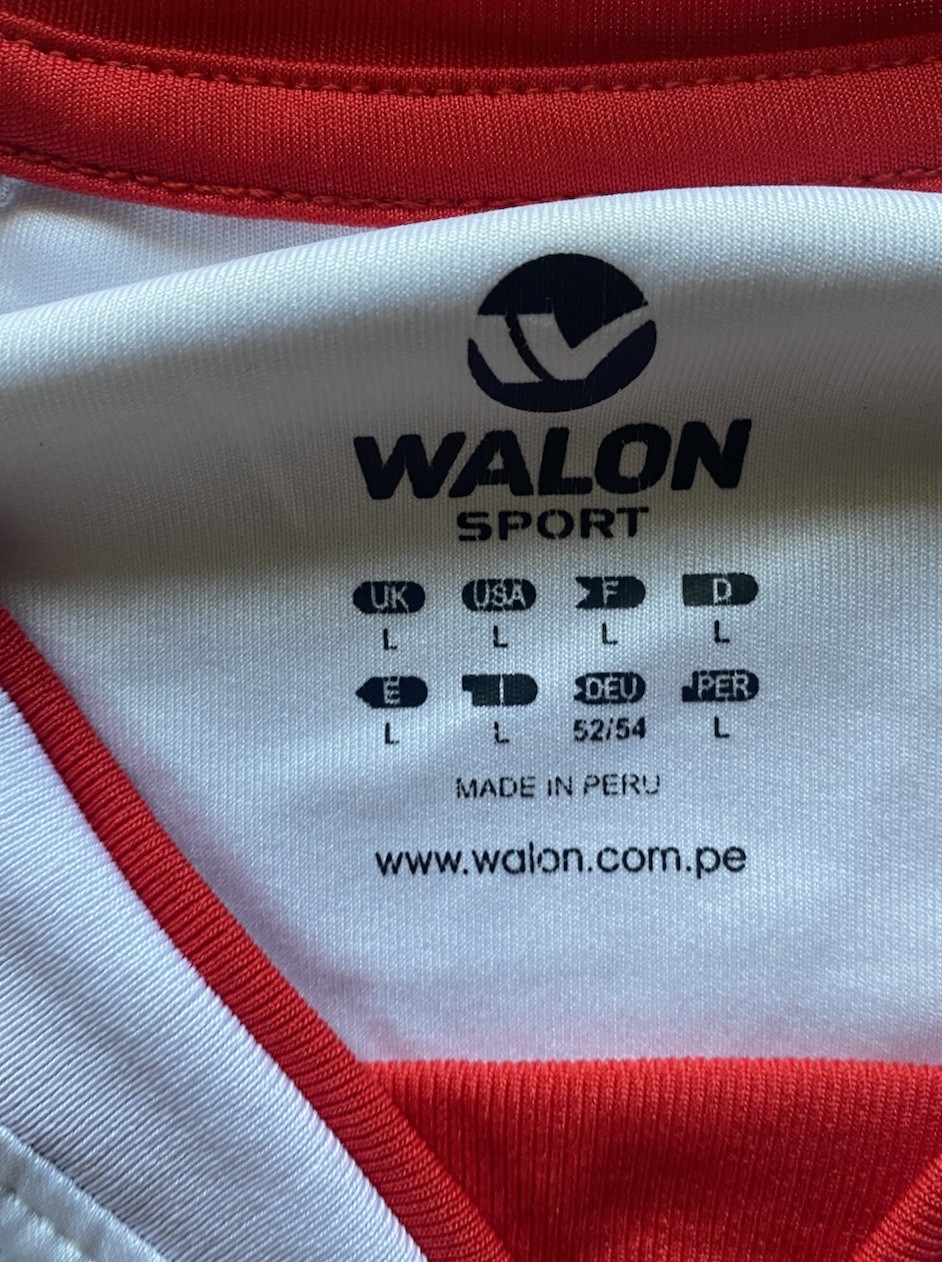 WALON
SPORT
UK USA F D
L L L L
E I DEU PER
L L 52/54 L
MADE IN PERU
www.walon.com.pe